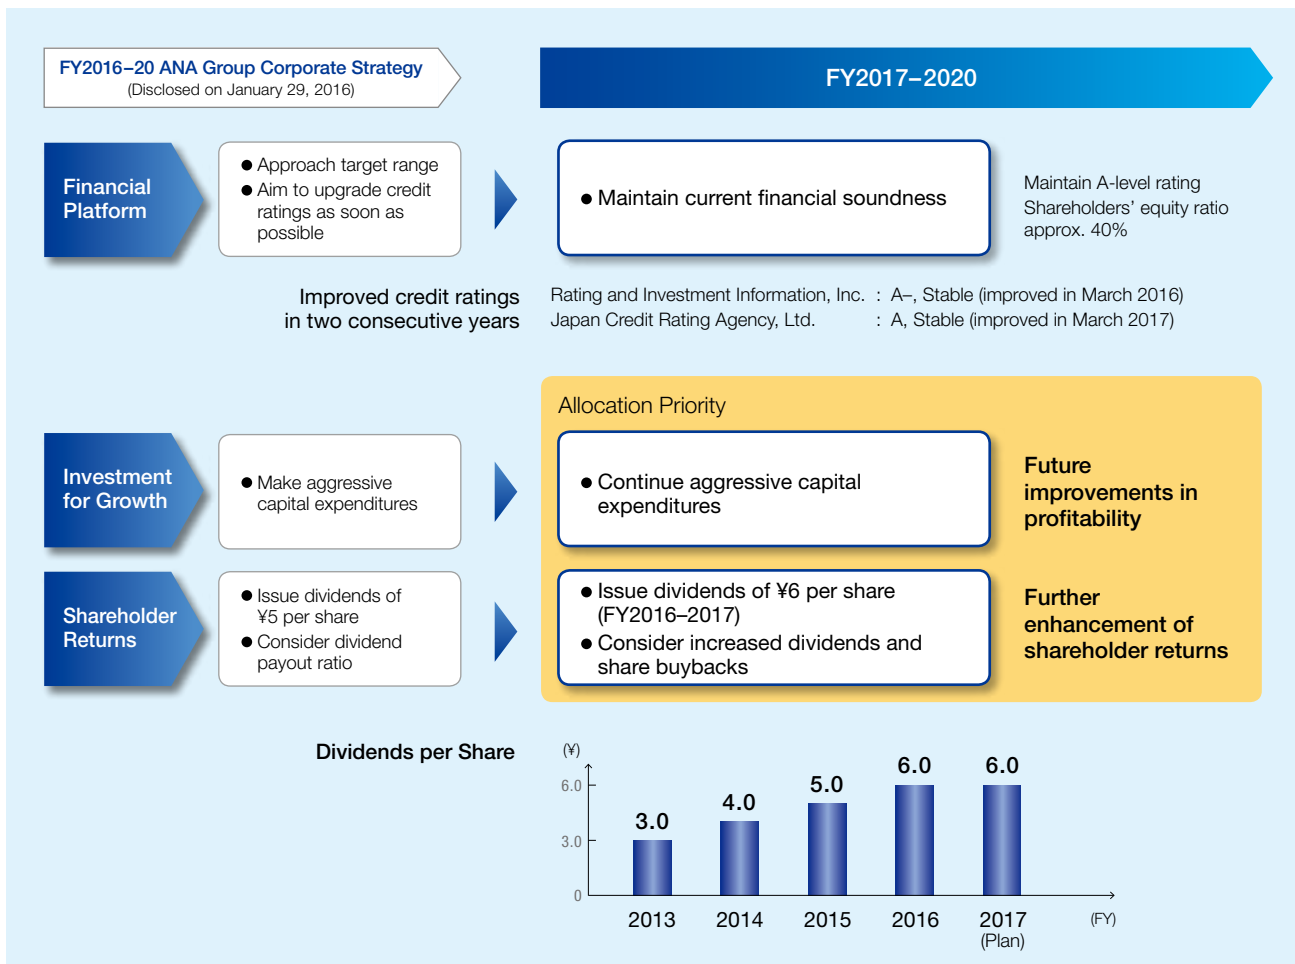 FY2016–20 ANA Group Corporate Strategy
(Disclosed on January 29, 2016)
FY2017–2020
Financial
Platform
● Approach target range
● Aim to upgrade credit
ratings as soon as
possible
● Maintain current financial soundness
Maintain A-level rating
Shareholders’ equity ratio
approx. 40%
Improved credit ratings
in two consecutive years
Rating and Investment Information, Inc. : A–, Stable (improved in March 2016)
Japan Credit Rating Agency, Ltd. : A, Stable (improved in March 2017)
Allocation Priority
Investment
for Growth
● Make aggressive
capital expenditures
● Continue aggressive capital
expenditures
Future
improvements in
profitability
Shareholder
Returns
● Issue dividends of
¥5 per share
● Consider dividend
payout ratio
● Issue dividends of ¥6 per share
(FY2016–2017)
● Consider increased dividends and
share buybacks
Further
enhancement of
shareholder returns
Dividends per Share
(¥)
6.0
3.0
0
3.0
4.0
5.0
6.0
6.0
2013
2014
2015
2016
2017
(Plan)
(FY)